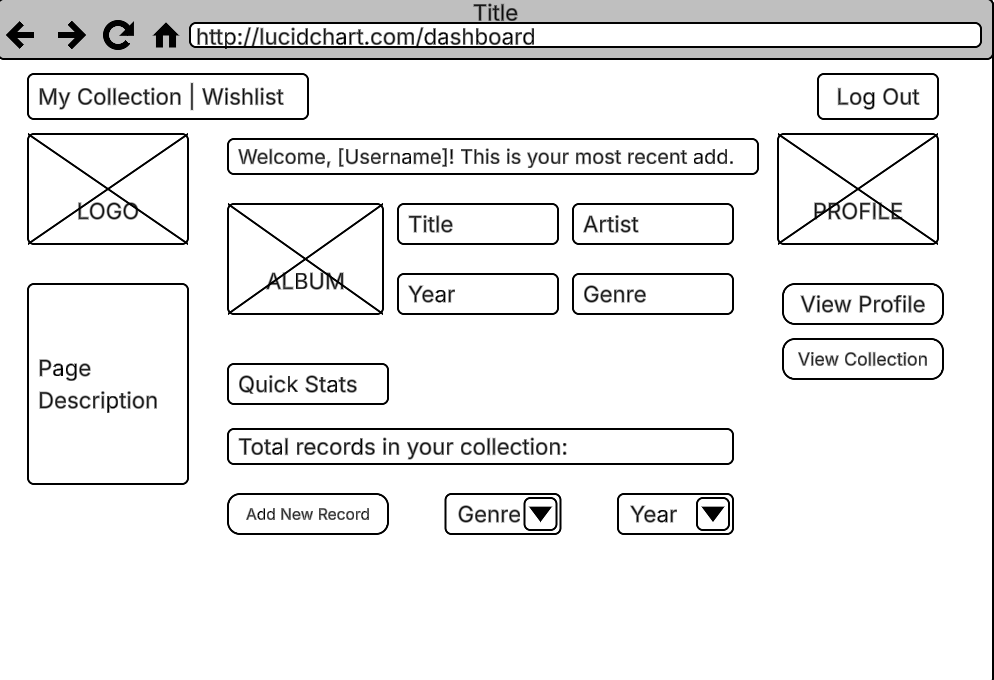 Title
http://lucidchart.com/dashboard
My Collection | Wishlist
Log Out
LOGO
Welcome, [Username]! This is your most recent add.
PROFILE
ALBUM
Title
Artist
Year
Genre
Page
Description
View Profile
View Collection
Quick Stats
Total records in your collection:
Add New Record
Genre
Year